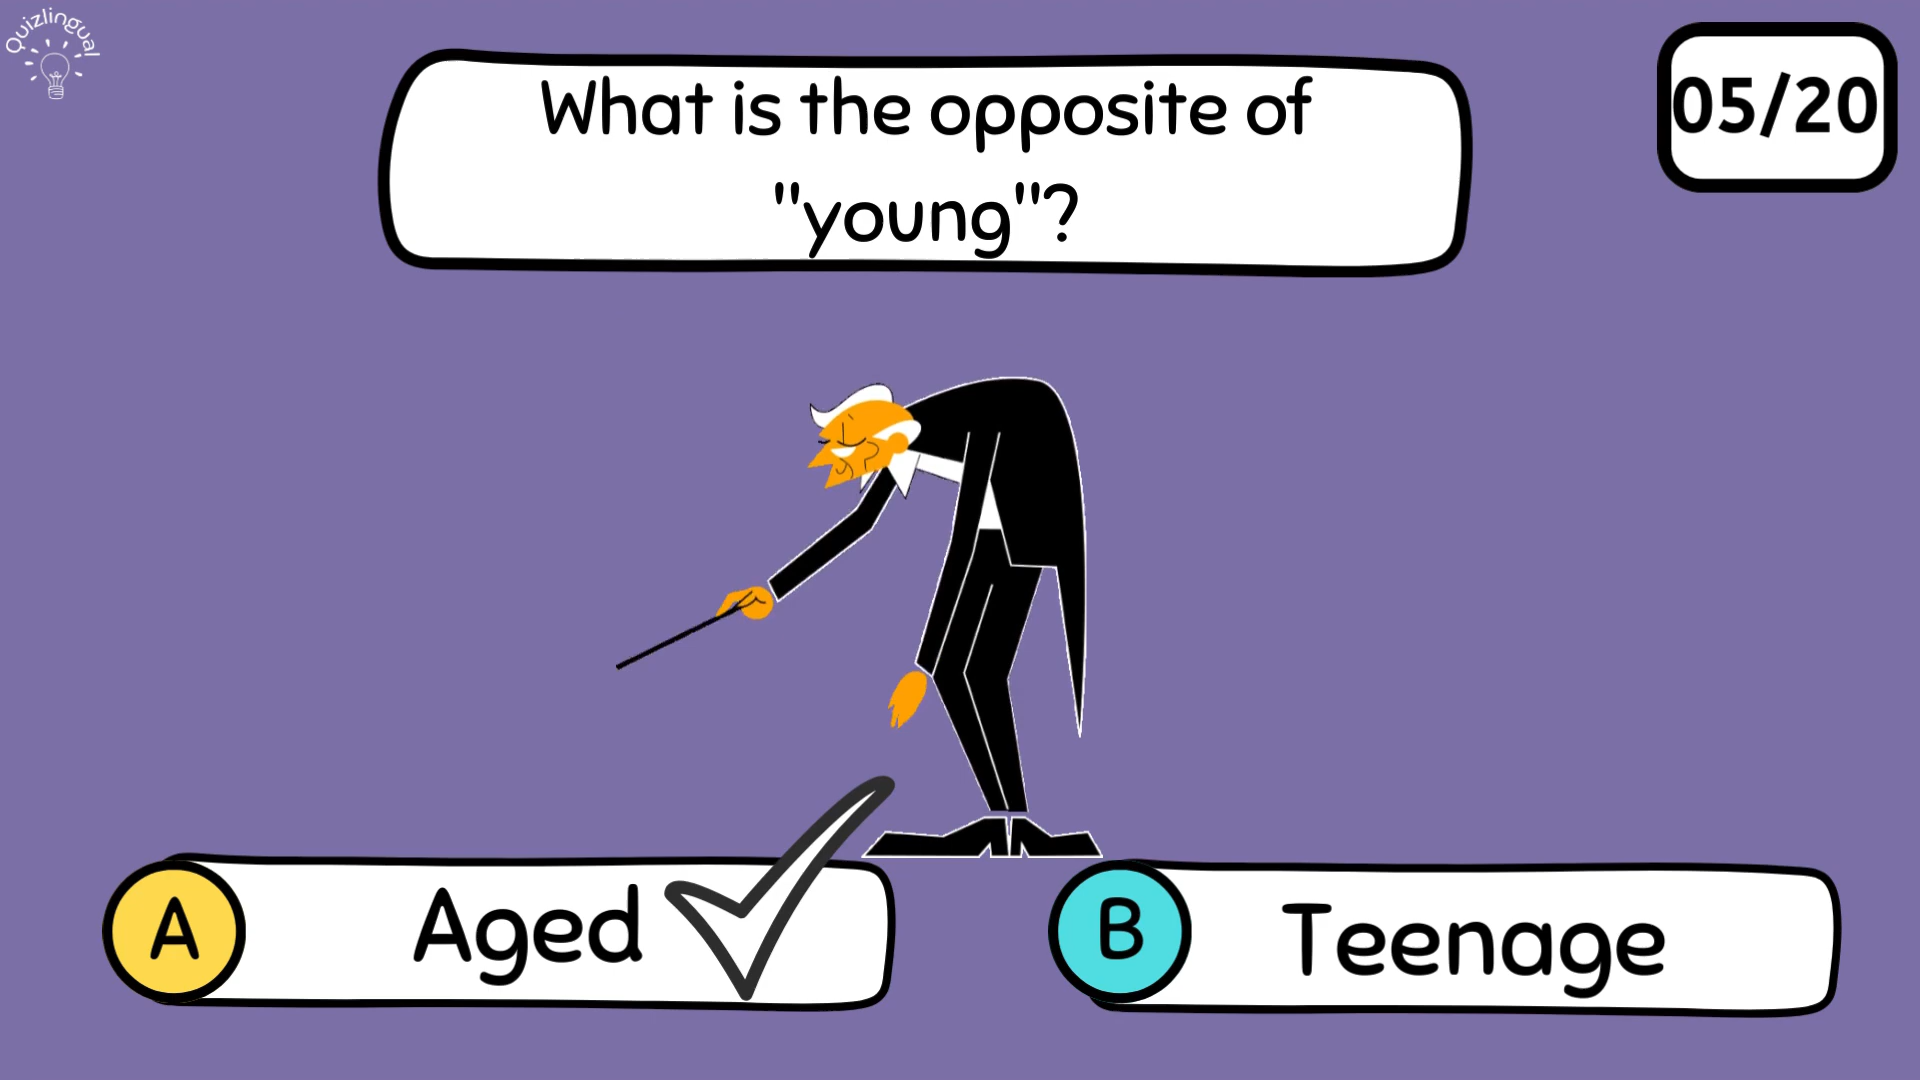 Quizlingual
What is the opposite of
"young"?
05/20
A
Aged
B
Teenage